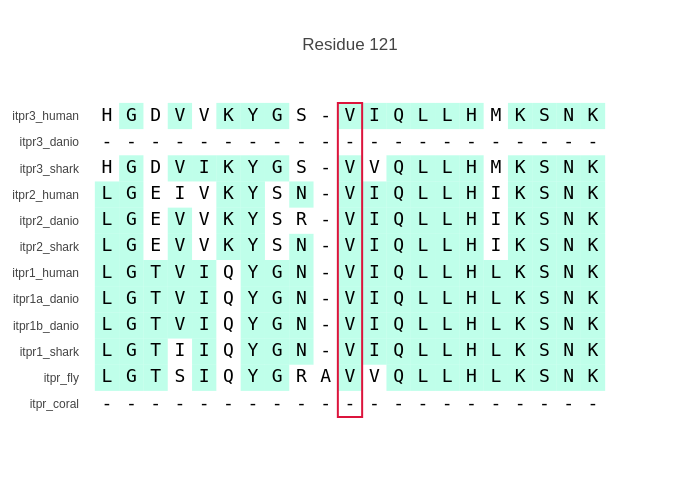 Residue 121
itpr3_human H G D V V K Y G S - V I Q L L H M K S N K
itpr3_danio - - - - - - - - - - - - - - - - - - - - -
itpr3_shark H G D V I K Y G S - V V Q L L H M K S N K
itpr2_human L G E I V K Y S N - V I Q L L H I K S N K
itpr2_danio L G E V V K Y S R - V I Q L L H I K S N K
itpr2_shark L G E V V K Y S N - V I Q L L H I K S N K
itpr1_human L G T V I Q Y G N - V I Q L L H L K S N K
itpr1a_danio L G T V I Q Y G N - V I Q L L H L K S N K
itpr1b_danio L G T V I Q Y G N - V I Q L L H L K S N K
itpr1_shark L G T I I Q Y G N - V I Q L L H L K S N K
itpr_fly L G T S I Q Y G R A V V Q L L H L K S N K
itpr_coral - - - - - - - - - - - - - - - - - - - - -